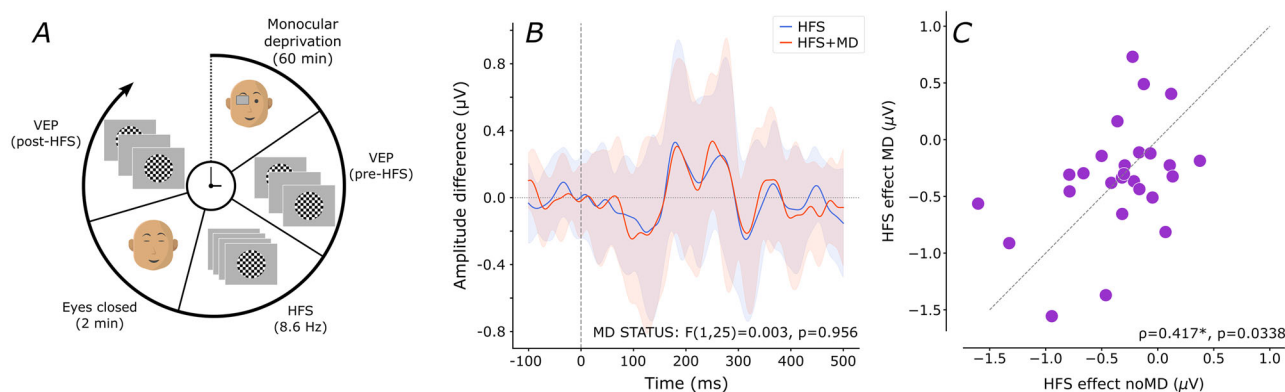 A
Monocular
deprivation
(60 min)
VEP
(pre-HFS)
HFS
(8.6 Hz)
Eyes closed
(2 min)
VEP
(post-HFS)
B
HFS
HFS+MD
Amplitude difference (µV)
0.8
0.4
0.0
-0.4
-0.8
MD STATUS: F(1,25)=0.003, p=0.956
-100
0
100
200
300
400
500
Time (ms)
C
HFS effect MD (µV)
1.0
0.5
−0.0
−0.5
−1.0
−1.5
ρ=0.417*, p=0.0338
−1.5
−1.0
−0.5
0.0
0.5
1.0
HFS effect noMD (µV)